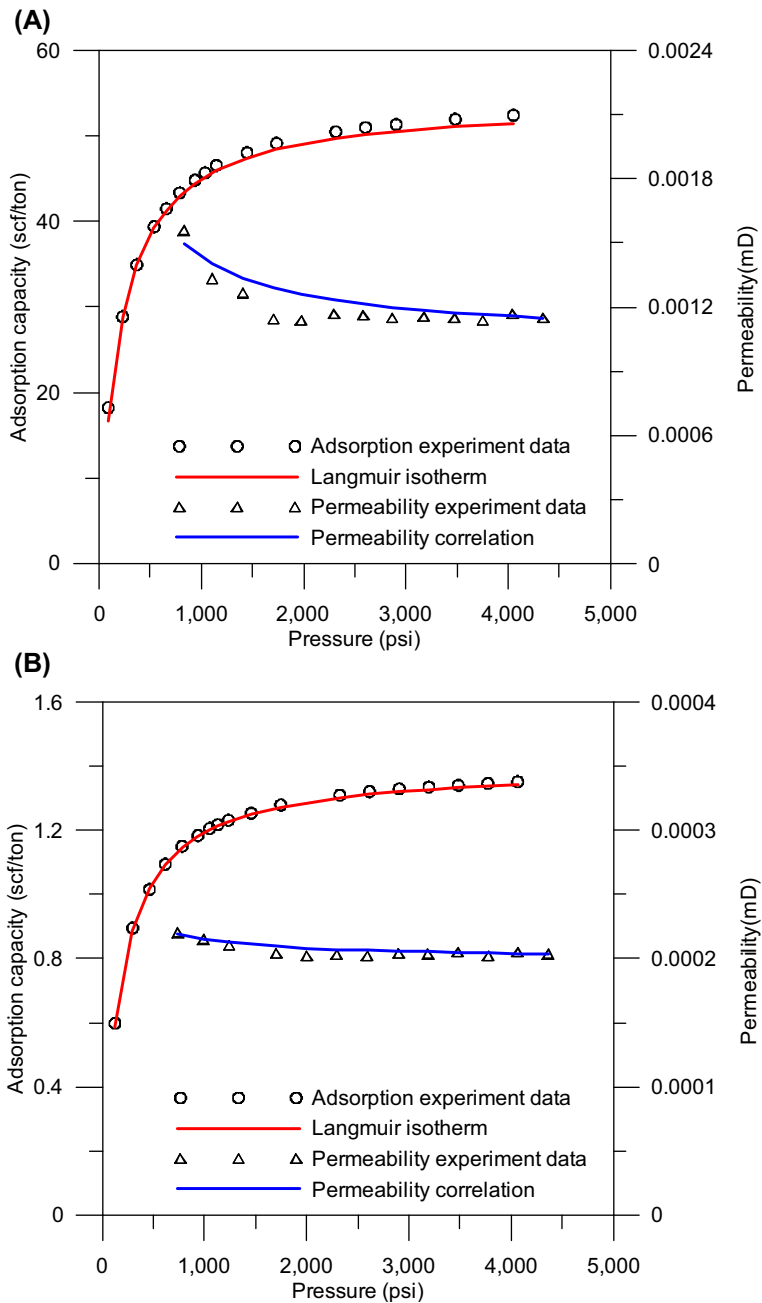 (A)
60
0.0024
40
0.0018
0.0012
20
0.0006
0
0
Adsorption capacity (scf/ton)
Permeability(mD)
Adsorption experiment data
Langmuir isotherm
Permeability experiment data
Permeability correlation
0 1,000 2,000 3,000 4,000 5,000
Pressure (psi)
(B)
1.6
0.0004
1.2
0.0003
0.8
0.0002
0.4
0.0001
0
0
Adsorption capacity (scf/ton)
Permeability(mD)
Adsorption experiment data
Langmuir isotherm
Permeability experiment data
Permeability correlation
0 1,000 2,000 3,000 4,000 5,000
Pressure (psi)